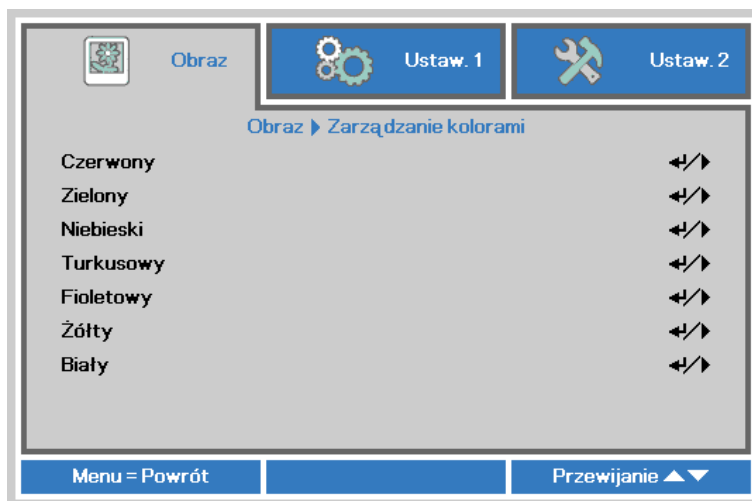 Obraz
Ustaw. 1
Ustaw. 2
Obraz ▶ Zarządzanie kolorami
Czerwony ↵/▶
Zielony ↵/▶
Niebieski ↵/▶
Turkusowy ↵/▶
Fioletowy ↵/▶
Żółty ↵/▶
Biały ↵/▶
Menu = Powrót
Przewijanie ▲▼